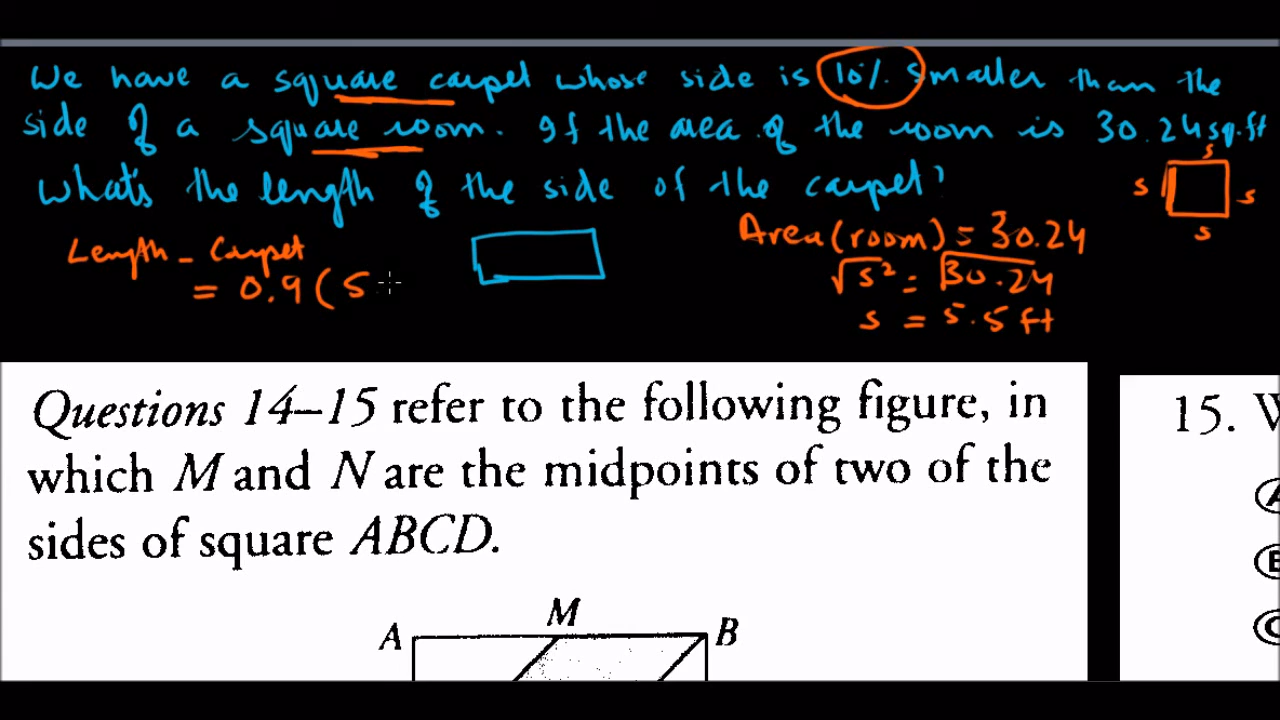 We have a square carpet whose side is 10% smaller than the
side of a square room. If the area of the room is 30.24sq.ft
what's the length of the side of the carpet?
s
s
s
s
Area(room) = 30.24
√s² = √30.24
s = 5.5 ft
Length - Carpet
= 0.9(5
Questions 14–15 refer to the following figure, in
which M and N are the midpoints of two of the
sides of square ABCD.
A
M
B
15.